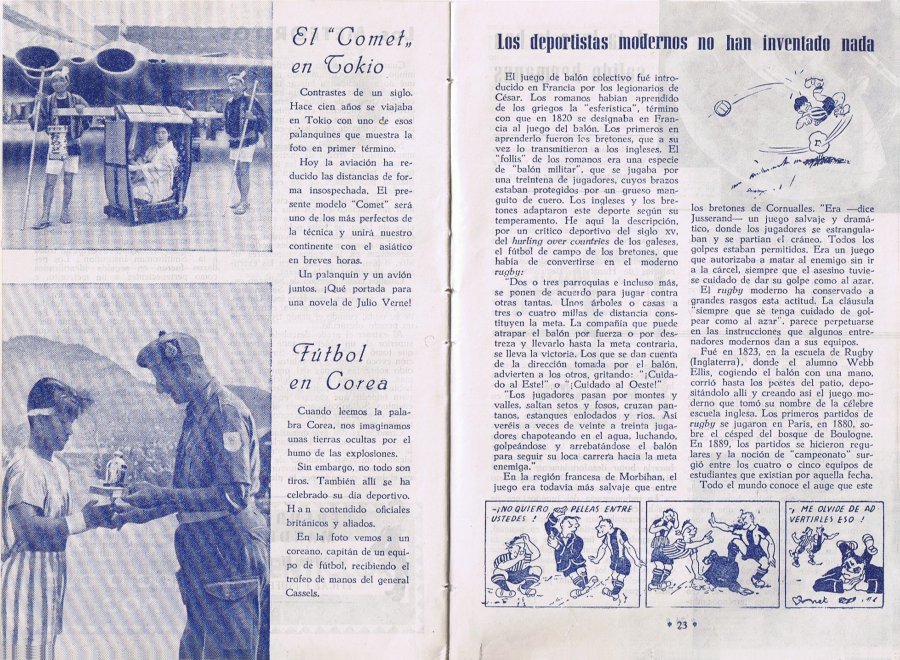 El "Comet„
en Tokio
Contrastes de un siglo.
Hace cien años se viajaba
en Tokio con uno de esos
palanquines que muestra la
foto en primer término.
Hoy la aviación ha re-
ducido las distancias de for-
ma insospechada. El pre-
sente modelo "Comet" será
uno de los más perfectos de
la técnica y unirá nuestro
continente con el asiático
en breves horas.
Un palanquín y un avión
juntos. ¡Qué portada para
una novela de Julio Verne!
Fútbol
en Corea
Cuando leemos la pala-
bra Corea, nos imaginamos
unas tierras ocultas por el
humo de las explosiones.
Sin embargo, no todo son
tiros. También allí se ha
celebrado su día deportivo.
Han contendido oficiales
británicos y aliados.
En la foto vemos a un
coreano, capitán de un equi-
po de fútbol, recibiendo el
trofeo de manos del general
Cassels.
Los deportistas modernos no han inventado nada
El juego de balón colectivo fué intro-
ducido en Francia por los legionarios de
César. Los romanos habían aprendido
de los griegos la "esferística", término
con que en 1820 se designaba en Fran-
cia al juego del balón. Los primeros en
aprenderlo fueron los bretones, que a su
vez lo transmitieron a los ingleses. El
"follis" de los romanos era una especie
de "balón militar", que se jugaba por
una treintena de jugadores, cuyos brazos
estaban protegidos por un grueso man-
guito de cuero. Los ingleses y los bre-
tones adaptaron este deporte según su
temperamento. He aquí la descripción,
por un crítico deportivo del siglo XV,
del hurling over countries de los galeses,
el fútbol de campo de los bretones, que
había de convertirse en el moderno
rugby:
"Dos o tres parroquias e incluso más,
se ponen de acuerdo para jugar contra
otras tantas. Unos árboles o casas a
tres o cuatro millas de distancia cons-
tituyen la meta. La compañía que puede
atrapar el balón por fuerza o por des-
treza y llevarlo hasta la meta contraria,
se lleva la victoria. Los que se dan cuenta
de la dirección tomada por el balón,
advierten a los otros, gritando: "¡Cuida-
do al Este!" o "¡Cuidado al Oeste!"
"Los jugadores pasan por montes y
valles, saltan setos y fosos, cruzan pan-
nos, estanques enlodados y ríos. Así
veréis a veces de veinte a treinta juga-
dores chapoteando en el agua, luchando,
golpeándose y arrebatándose el balón
para seguir su loca carrera hacia la meta
enemiga."
En la región francesa de Morbihan, el
juego era todavía más salvaje que entre
los bretones de Cornualles. "Era —dice
Jusserand— un juego salvaje y dramá-
tico, donde los jugadores se estrangula-
ban y se partían el cráneo. Todos los
golpes estaban permitidos. Era un juego
que autorizaba a matar al enemigo sin ir
a la cárcel, siempre que el asesino tuvie-
se cuidado de dar su golpe como al azar.
El rugby moderno ha conservado a
grandes rasgos esta actitud. La cláusula
"siempre que se tenga cuidado de gol-
pear como al azar", parece perpetuarse
en las instrucciones que algunos entre-
nadores modernos dan a sus equipos.
Fué en 1823, en la escuela de Rugby
(Inglaterra), donde el alumno Webb
Ellis, cogiendo el balón con una mano,
corrió hasta los postes del patio, depo-
sitándolo allí y creando así el juego mo-
derno que tomó su nombre de la célebre
escuela inglesa. Los primeros partidos de
rugby se jugaron en París, en 1880, so-
bre el césped del bosque de Boulogne.
En 1889, los partidos se hicieron regu-
lares y la noción de "campeonato" sur-
gió entre los cuatro o cinco equipos de
estudiantes que existían por aquella fecha.
Todo el mundo conoce el auge que este
-¡NO QUIERO PELEAS ENTRE
USTEDES!
-¡ME OLVIDE DE AD
VERTIRLES ESO!
23